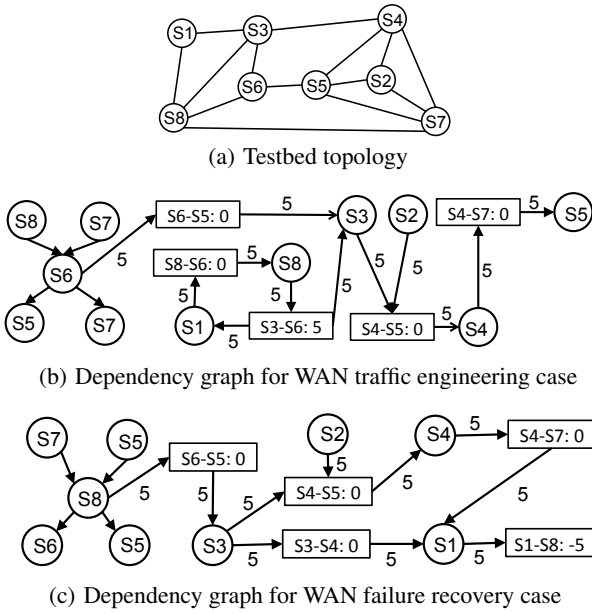 S1
S3
S4
S6
S5
S2
S8
S7
(a) Testbed topology
S8
S7
S6-S5: 0
5
S3
S2
S4-S7: 0
5
S5
S6
5
S8-S6: 0
5
S8
5
5
5
5
5
S5
S7
S1
5
S3-S6: 5
S4-S5: 0
5
S4
(b) Dependency graph for WAN traffic engineering case
S7
S5
S2
S4
5
S4-S7: 0
S6-S5: 0
5
S8
5
5
S4-S5: 0
5
5
5
S6
S5
S3
5
S3-S4: 0
5
S1
5
S1-S8: -5
(c) Dependency graph for WAN failure recovery case